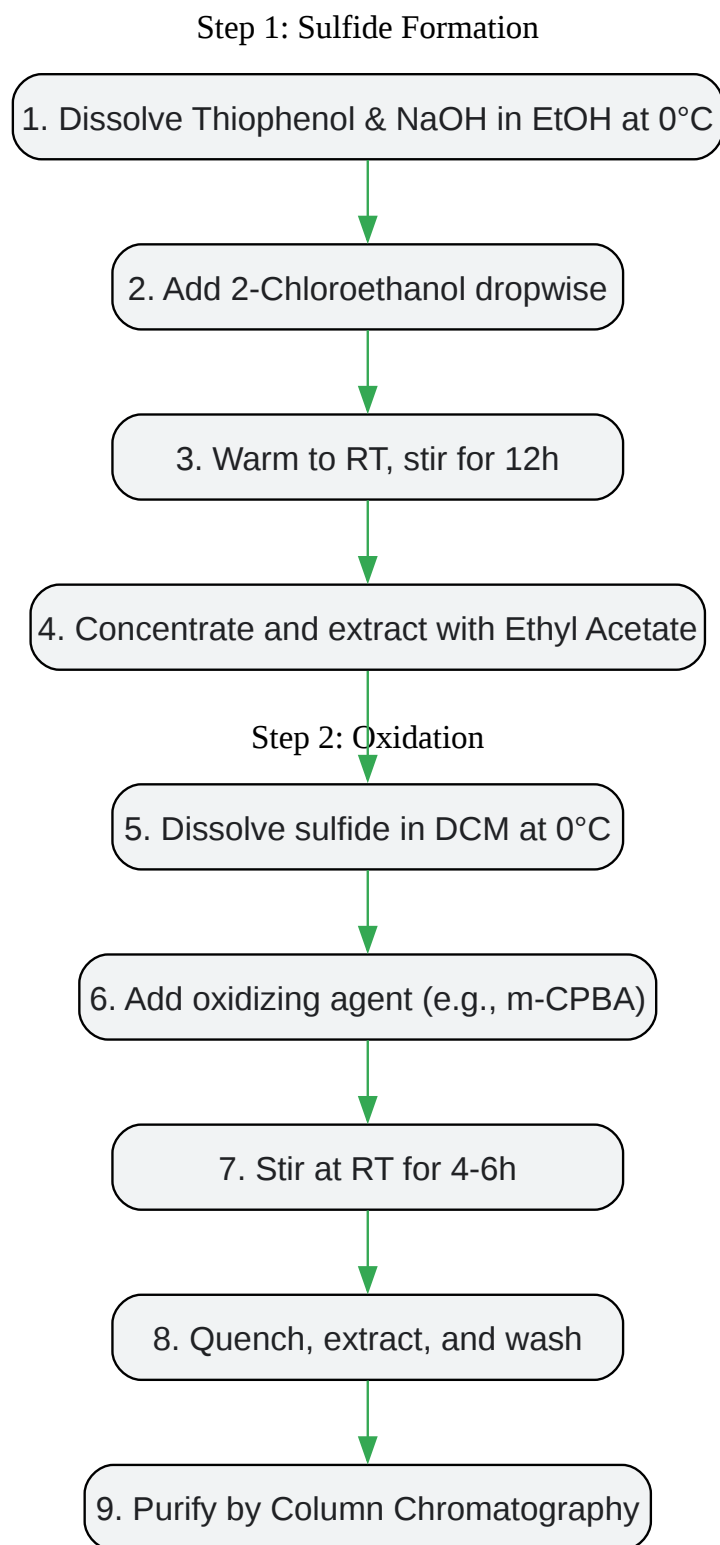 Step 1: Sulfide Formation
1. Dissolve Thiophenol & NaOH in EtOH at 0°C
2. Add 2-Chloroethanol dropwise
3. Warm to RT, stir for 12h
4. Concentrate and extract with Ethyl Acetate
Step 2: Oxidation
5. Dissolve sulfide in DCM at 0°C
6. Add oxidizing agent (e.g., m-CPBA)
7. Stir at RT for 4-6h
8. Quench, extract, and wash
9. Purify by Column Chromatography